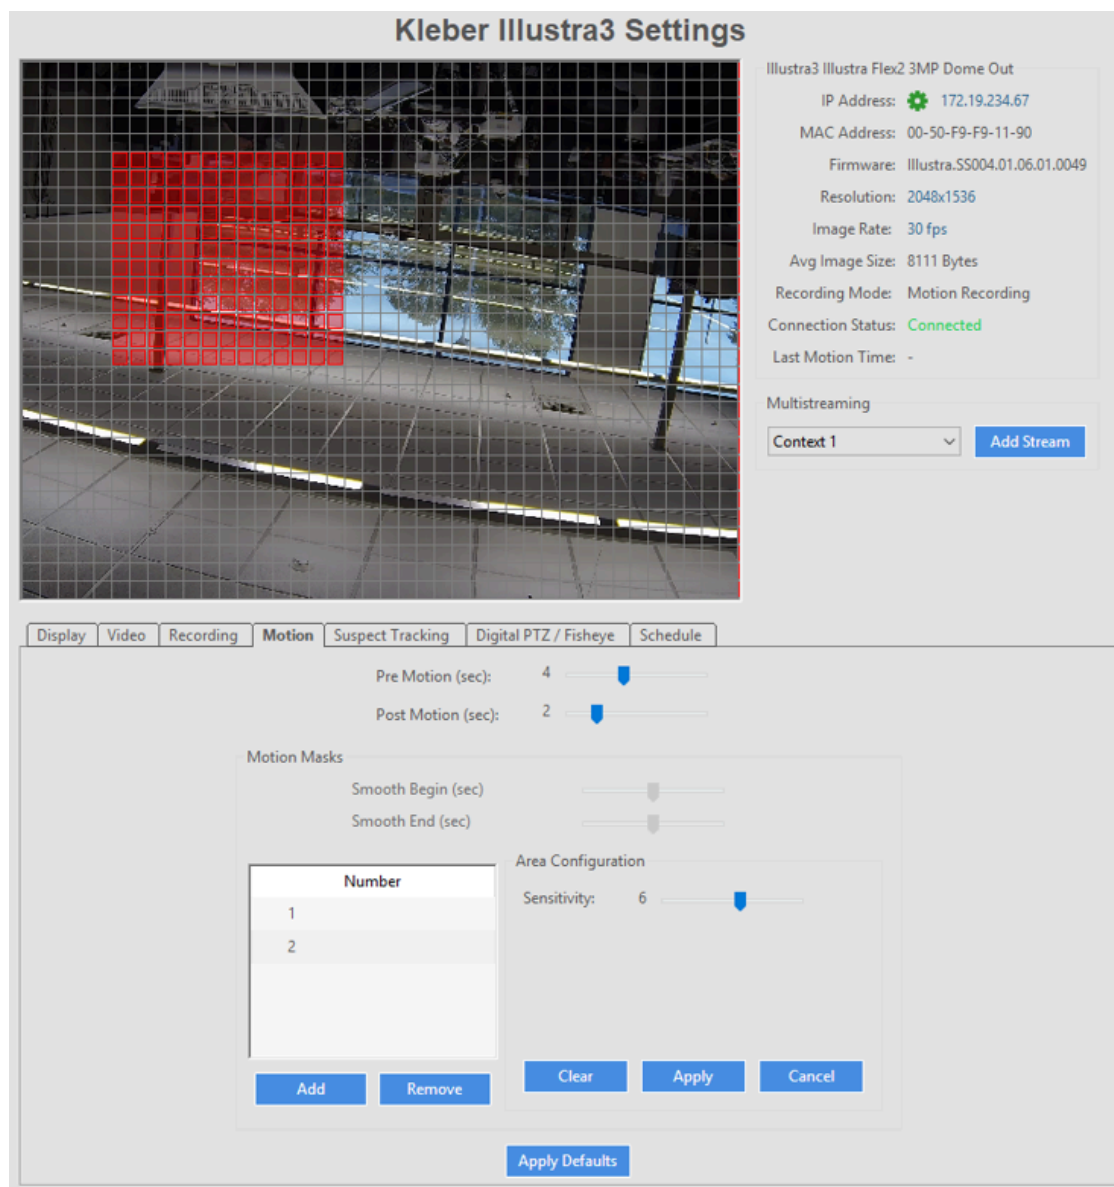 Kleber Illustra3 Settings
Illustra3 Illustra Flex2 3MP Dome Out
IP Address: 172.19.234.67
MAC Address: 00-50-F9-F9-11-90
Firmware: Illustra.SS004.01.06.01.0049
Resolution: 2048x1536
Image Rate: 30 fps
Avg Image Size: 8111 Bytes
Recording Mode: Motion Recording
Connection Status: Connected
Last Motion Time: -
Multistreaming
Context 1 Add Stream
Display Video Recording Motion Suspect Tracking Digital PTZ / Fisheye Schedule
Pre Motion (sec): 4
Post Motion (sec): 2
Motion Masks
Smooth Begin (sec)
Smooth End (sec)
Number
1
2
Add Remove
Area Configuration
Sensitivity: 6
Clear Apply Cancel
Apply Defaults